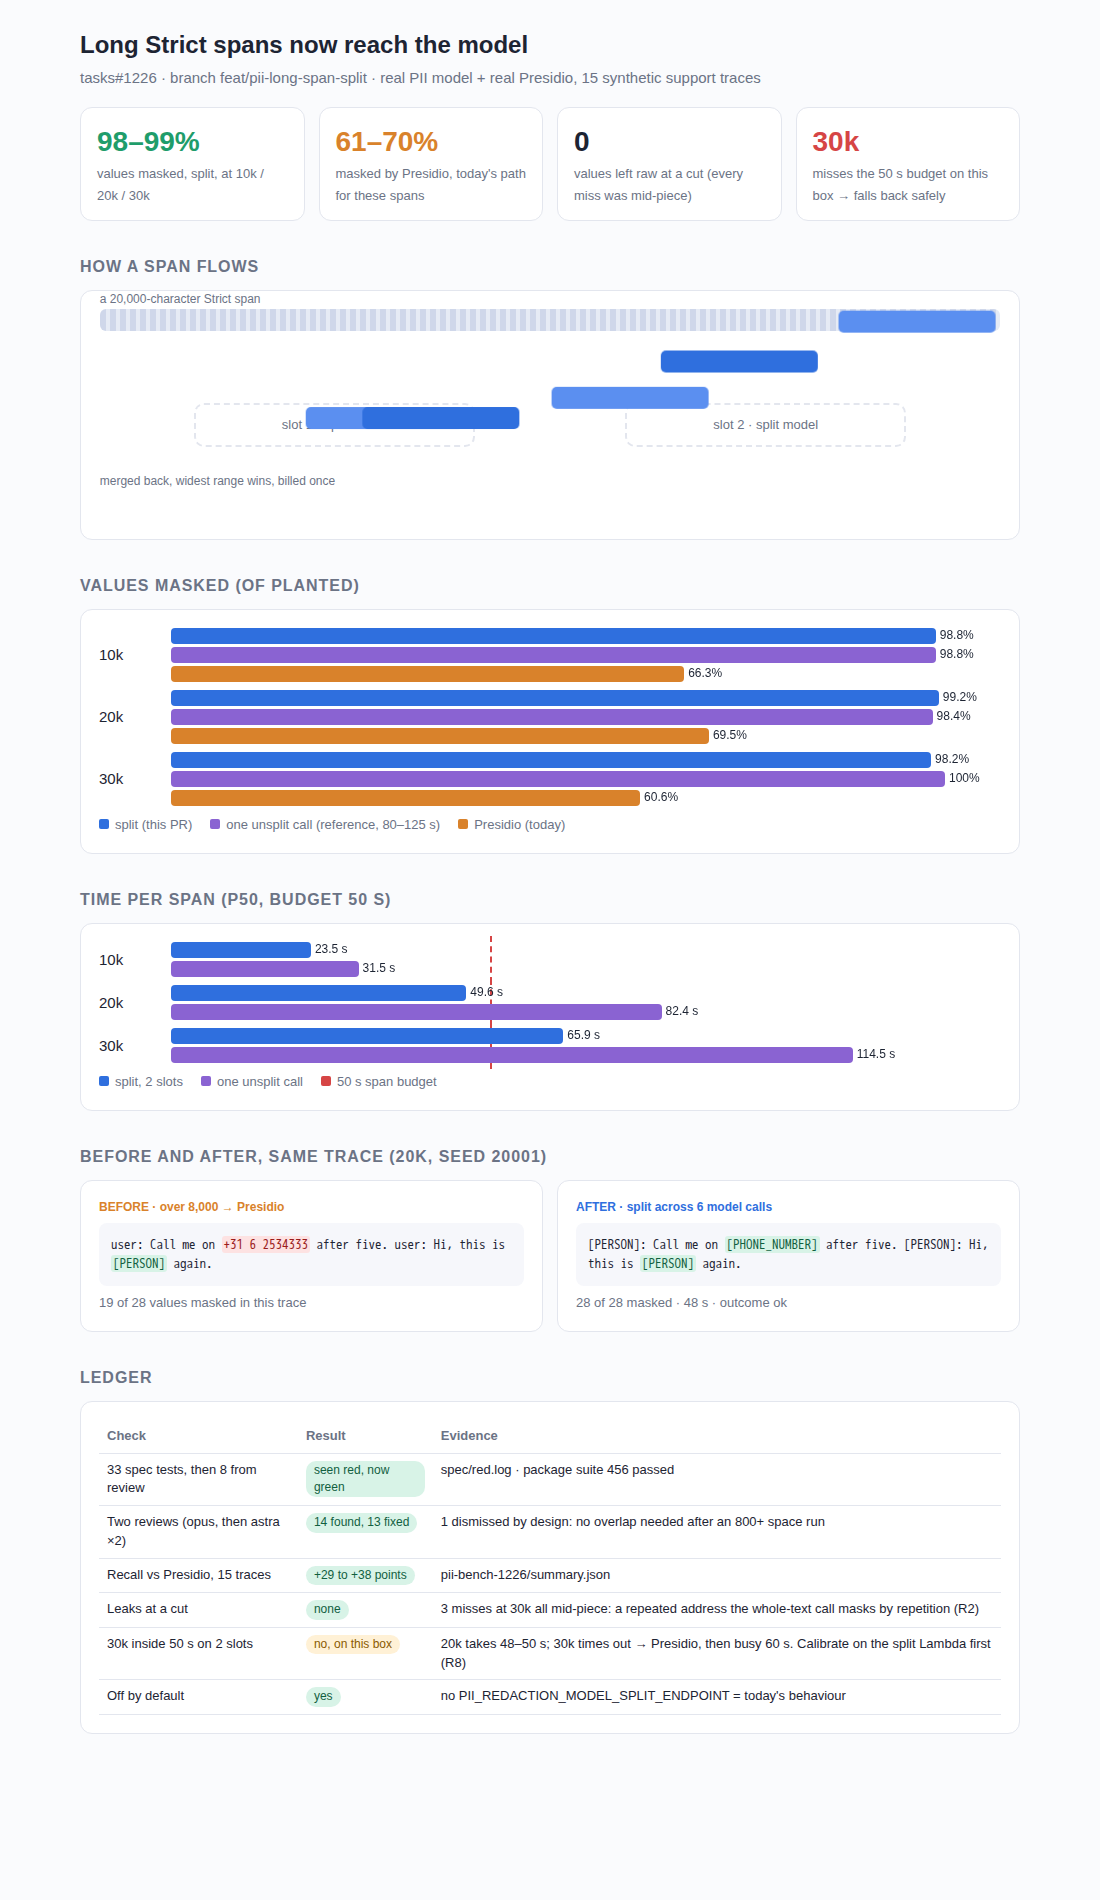 Long Strict spans now reach the model
tasks#1226 · branch feat/pii-long-span-split · real PII model + real Presidio, 15 synthetic support traces
98–99%
values masked, split, at 10k /
20k / 30k
61–70%
masked by Presidio, today's path
for these spans
0
values left raw at a cut (every
miss was mid-piece)
30k
misses the 50 s budget on this
box → falls back safely
HOW A SPAN FLOWS
a 20,000-character Strict span
slot
slot 2 · split model
merged back, widest range wins, billed once
VALUES MASKED (OF PLANTED)
10k
98.8%
98.8%
66.3%
20k
99.2%
98.4%
69.5%
30k
98.2%
100%
60.6%
split (this PR)
one unsplit call (reference, 80–125 s)
Presidio (today)
TIME PER SPAN (P50, BUDGET 50 S)
10k
23.5 s
31.5 s
20k
49.6 s
82.4 s
30k
65.9 s
114.5 s
split, 2 slots
one unsplit call
50 s span budget
BEFORE AND AFTER, SAME TRACE (20K, SEED 20001)
BEFORE · over 8,000 → Presidio
user: Call me on +31 6 2534333 after five. user: Hi, this is
[PERSON] again.
19 of 28 values masked in this trace
AFTER · split across 6 model calls
[PERSON]: Call me on [PHONE_NUMBER] after five. [PERSON]: Hi,
this is [PERSON] again.
28 of 28 masked · 48 s · outcome ok
LEDGER
Check Result Evidence
33 spec tests, then 8 from
review
seen red, now
green
spec/red.log · package suite 456 passed
Two reviews (opus, then astra
×2)
14 found, 13 fixed
1 dismissed by design: no overlap needed after an 800+ space run
Recall vs Presidio, 15 traces
+29 to +38 points
pii-bench-1226/summary.json
Leaks at a cut
none
3 misses at 30k all mid-piece: a repeated address the whole-text call masks by repetition (R2)
30k inside 50 s on 2 slots
no, on this box
20k takes 48–50 s; 30k times out → Presidio, then busy 60 s. Calibrate on the split Lambda first
(R8)
Off by default
yes
no PII_REDACTION_MODEL_SPLIT_ENDPOINT = today's behaviour